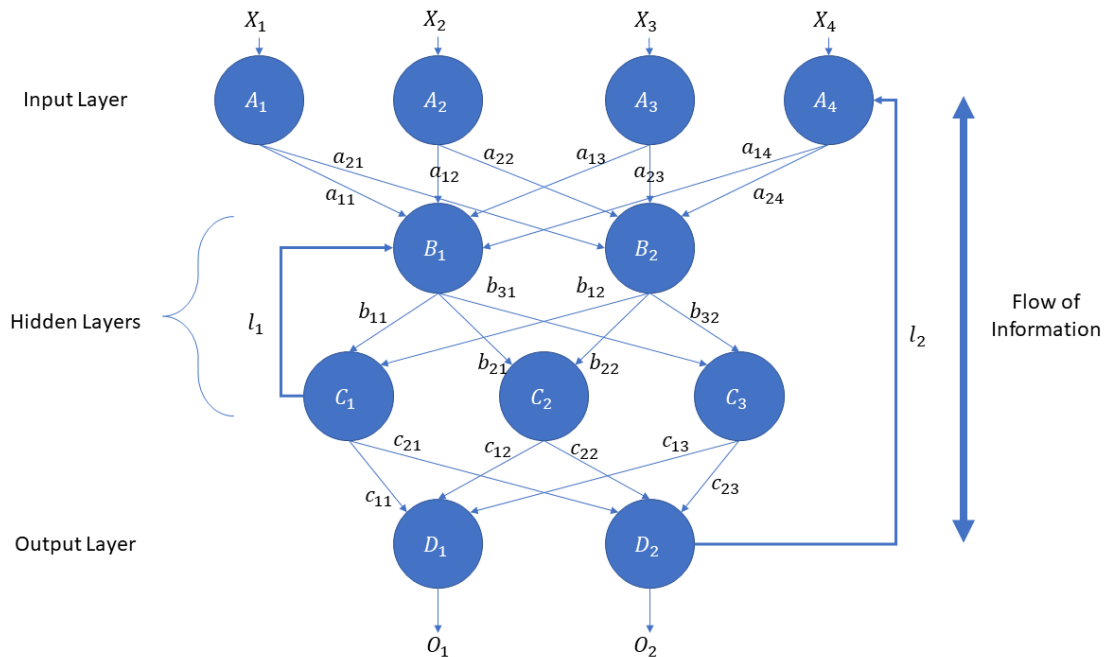 X₁ X₂ X₃ X₄
Input Layer A₁ A₂ A₃ A₄
a₂₁ a₂₂ a₁₃ a₁₄
a₁₁ a₁₂ a₂₃ a₂₄
B₁ B₂
b₃₁ b₁₂
b₁₁ b₃₂
Hidden Layers l₁ l₂ Flow of
Information
b₂₁ b₂₂
C₁ C₂ C₃
c₂₁ c₁₂ c₂₂ c₁₃
c₁₁ c₂₃
Output Layer D₁ D₂
O₁ O₂